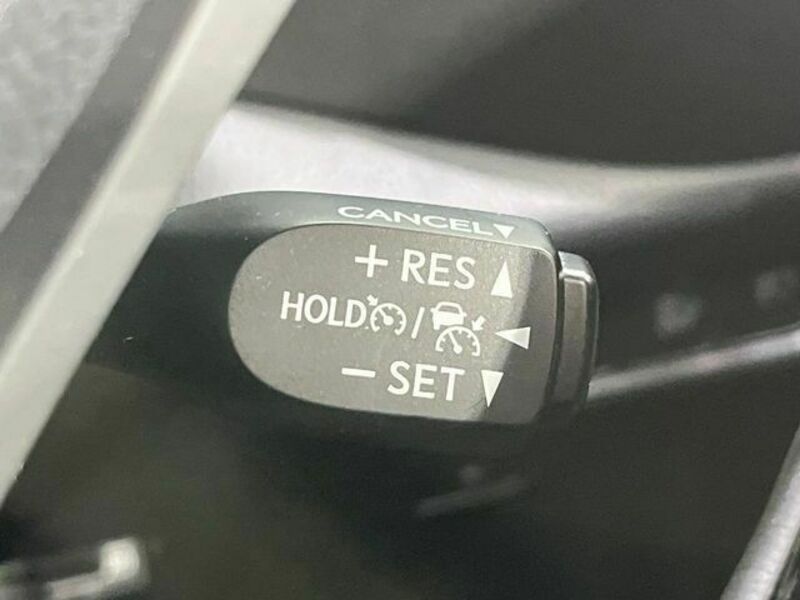 CANCEL▼
+ RES ▲
HOLD / ◀
− SET ▼